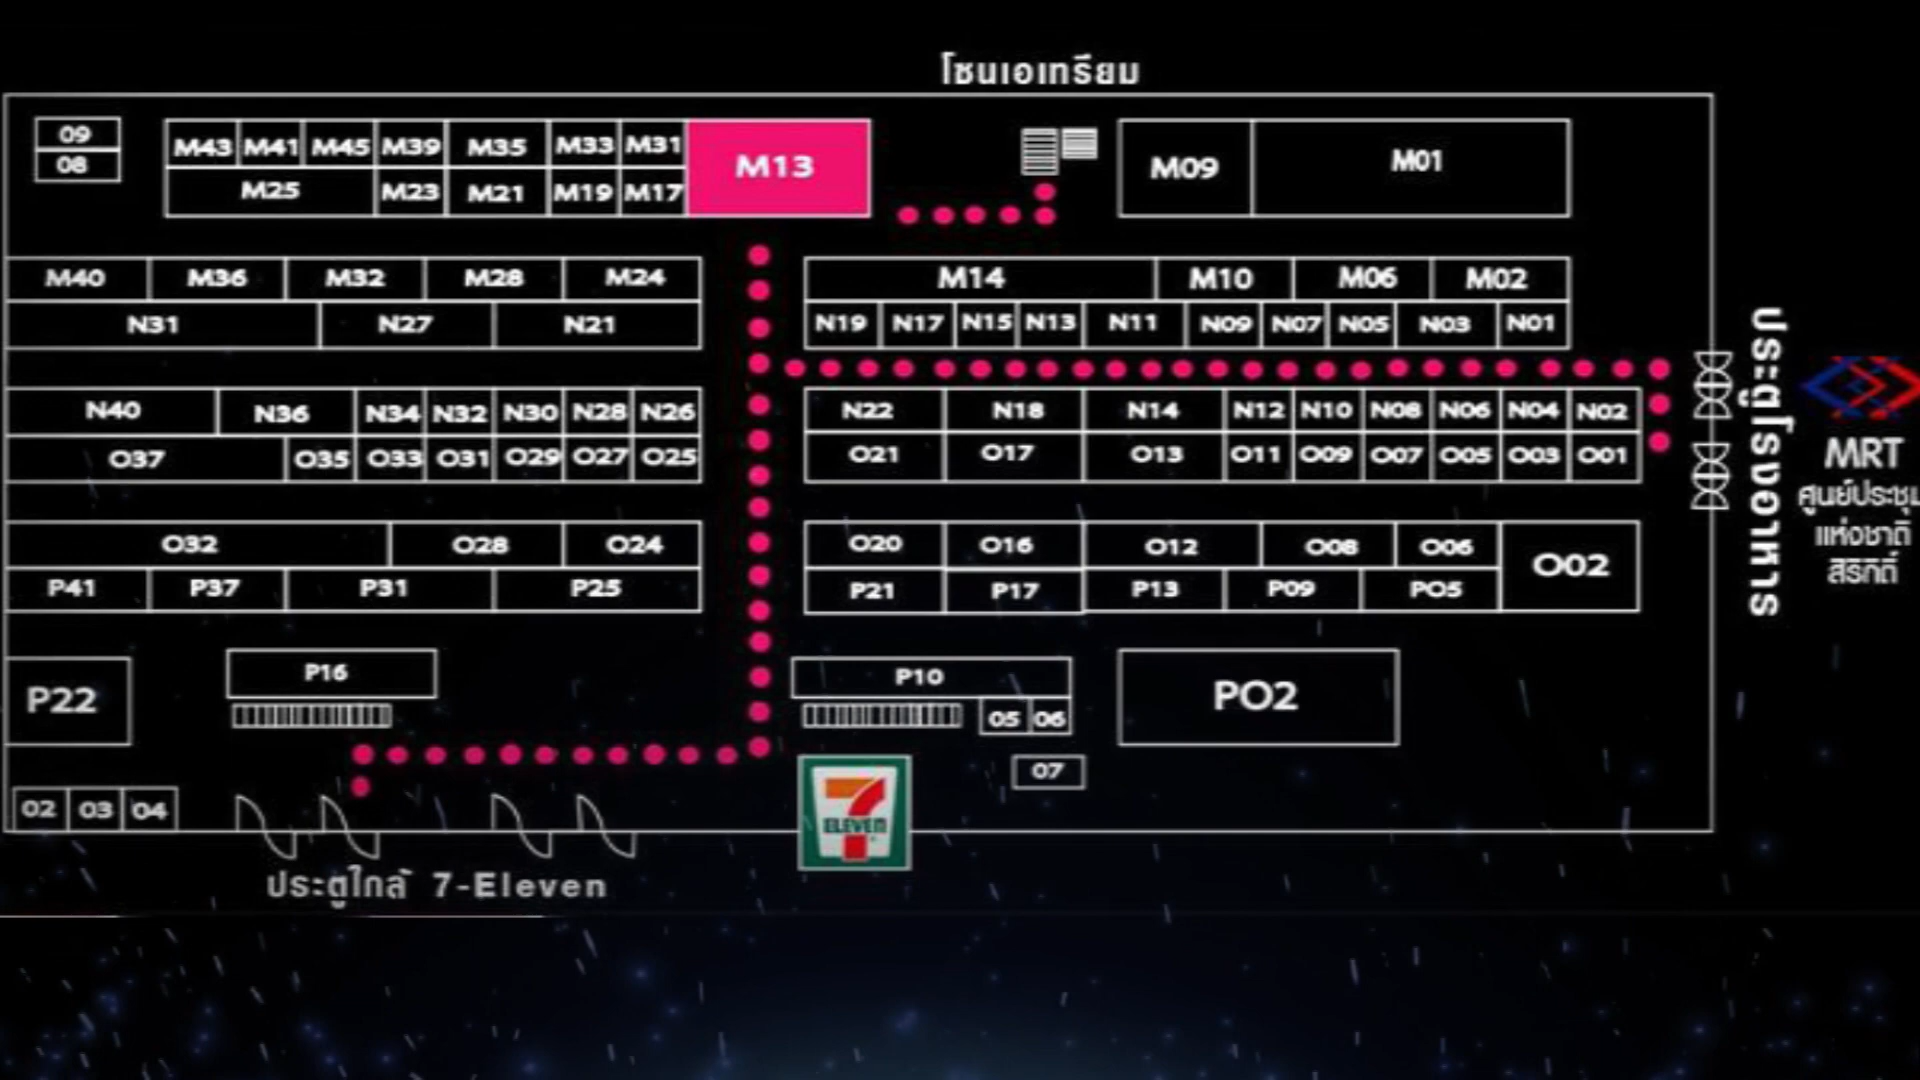 โซนเอเทรียม
09
08
M43 M41 M45 M39 M35 M33 M31
M25 M23 M21 M19 M17
M13
M09 M01
M40 M36 M32 M28 M24
N31 N27 N21
M14 M10 M06 M02
N19 N17 N15 N13 N11 N09 N07 N05 N03 N01
N40 N36 N34 N32 N30 N28 N26
O37 O35 O33 O31 O29 O27 O25
N22 N18 N14 N12 N10 N08 N06 N04 N02
O21 O17 O13 O11 O09 O07 O05 O03 O01
O32 O28 O24
P41 P37 P31 P25
O20 O16 O12 O08 O06
P21 P17 P13 P09 PO5
O02
P22
P16
P10
05 06
07
PO2
02 03 04
7 ELEVEN
ประตูใกล้ 7-Eleven
ประตูโรงอาหาร
MRT
ศูนย์ประชุม
แห่งชาติ
สิริกิติ์